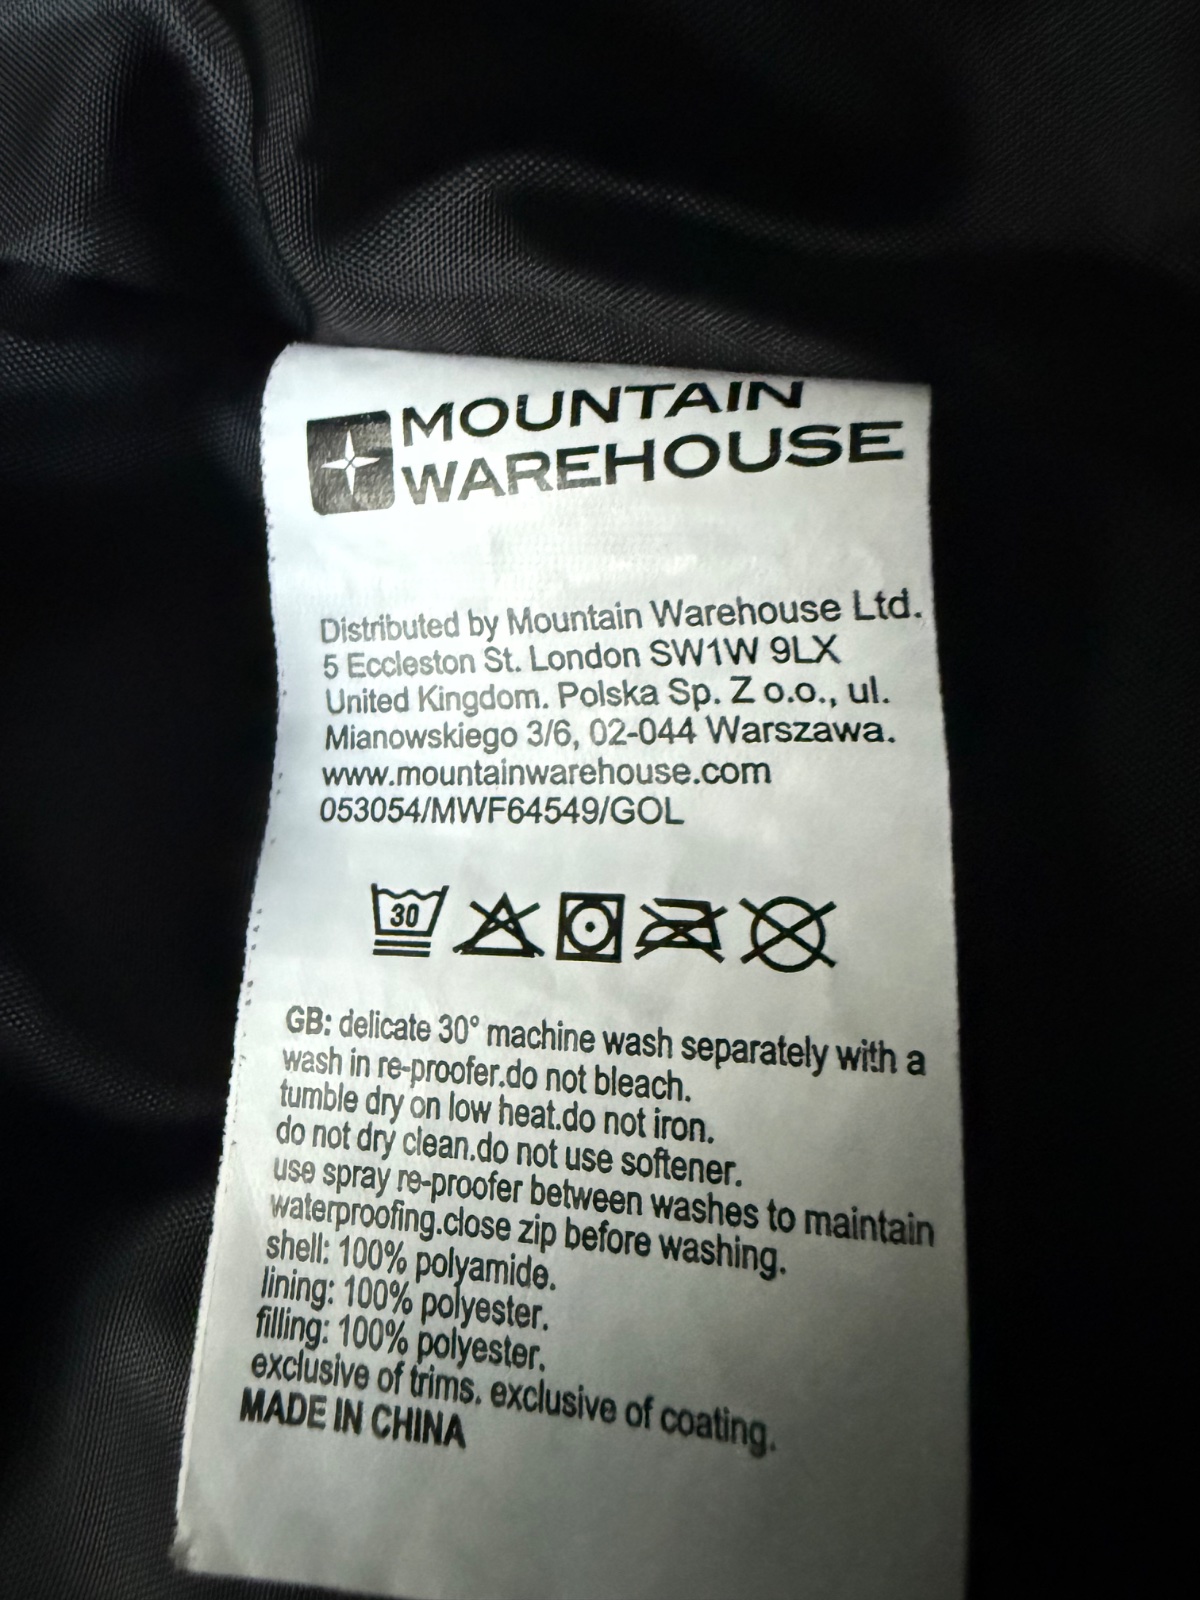 MOUNTAIN
WAREHOUSE
Distributed by Mountain Warehouse Ltd.
5 Eccleston St. London SW1W 9LX
United Kingdom. Polska Sp. Z o.o., ul.
Mianowskiego 3/6, 02-044 Warszawa.
www.mountainwarehouse.com
053054/MWF64549/GOL
30
GB: delicate 30° machine wash separately with a
wash in re-proofer.do not bleach.
tumble dry on low heat.do not iron.
do not dry clean.do not use softener.
use spray re-proofer between washes to maintain
waterproofing.close zip before washing.
shell: 100% polyamide.
lining: 100% polyester.
filling: 100% polyester.
exclusive of trims. exclusive of coating.
MADE IN CHINA